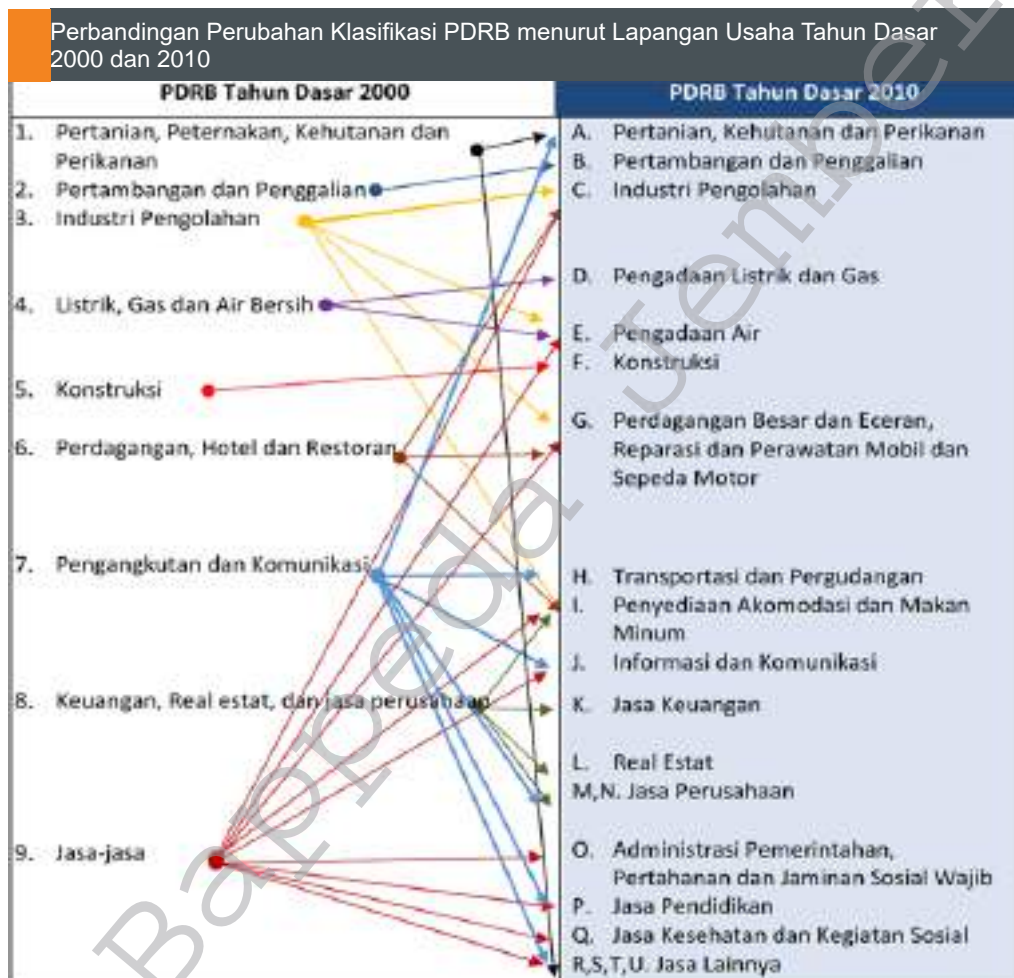 Perbandingan Perubahan Klasifikasi PDRB menurut Lapangan Usaha Tahun Dasar
2000 dan 2010
PDRB Tahun Dasar 2000
1. Pertanian, Peternakan, Kehutanan dan
Perikanan
2. Pertambangan dan Penggalian
3. Industri Pengolahan
4. Listrik, Gas dan Air Bersih
5. Konstruksi
6. Perdagangan, Hotel dan Restoran
7. Pengangkutan dan Komunikasi
8. Keuangan, Real estat, dan jasa perusahaan
9. Jasa-jasa
PDRB Tahun Dasar 2010
A. Pertanian, Kehutanan dan Perikanan
B. Pertambangan dan Penggalian
C. Industri Pengolahan
D. Pengadaan Listrik dan Gas
E. Pengadaan Air
F. Konstruksi
G. Perdagangan Besar dan Eceran,
Reparasi dan Perawatan Mobil dan
Sepeda Motor
H. Transportasi dan Pergudangan
I. Penyediaan Akomodasi dan Makan
Minum
J. Informasi dan Komunikasi
K. Jasa Keuangan
L. Real Estat
M,N. Jasa Perusahaan
O. Administrasi Pemerintahan,
Pertahanan dan Jaminan Sosial Wajib
P. Jasa Pendidikan
Q. Jasa Kesehatan dan Kegiatan Sosial
R,S,T,U. Jasa Lainnya
Bappeda Jember